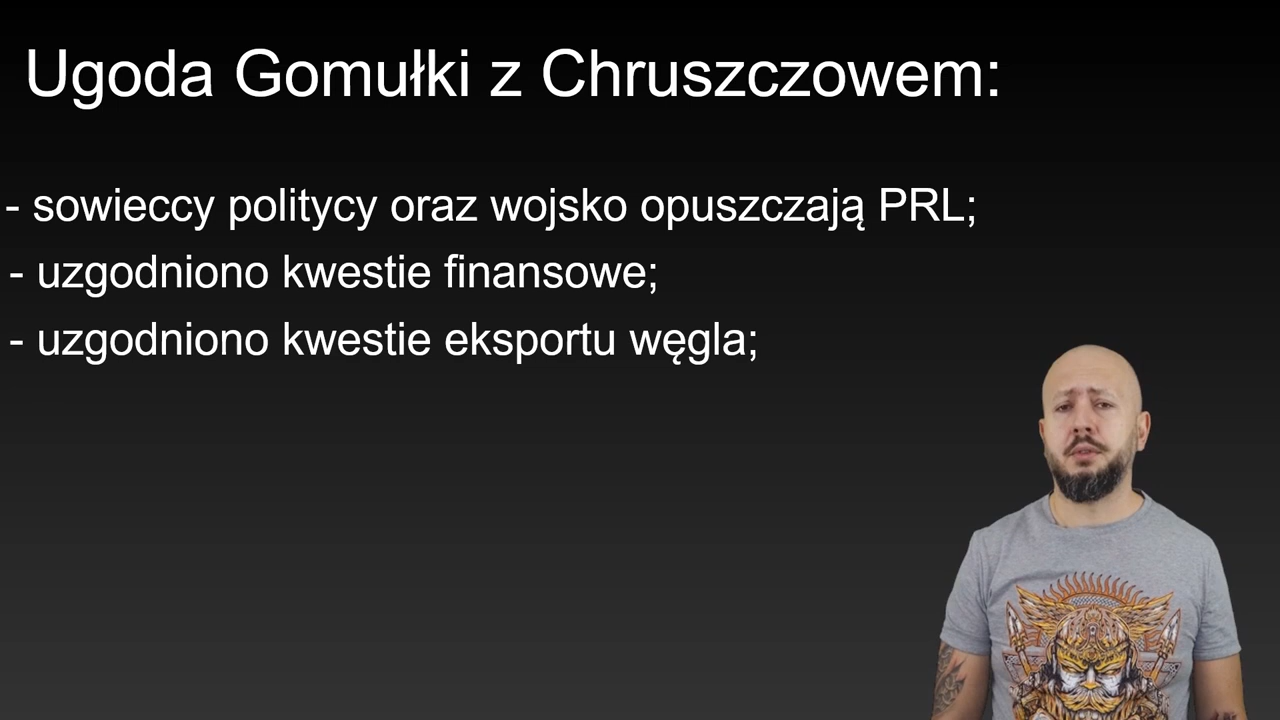 Ugoda Gomułki z Chruszczowem:
- sowieccy politycy oraz wojsko opuszczają PRL;
- uzgodniono kwestie finansowe;
- uzgodniono kwestie eksportu węgla;